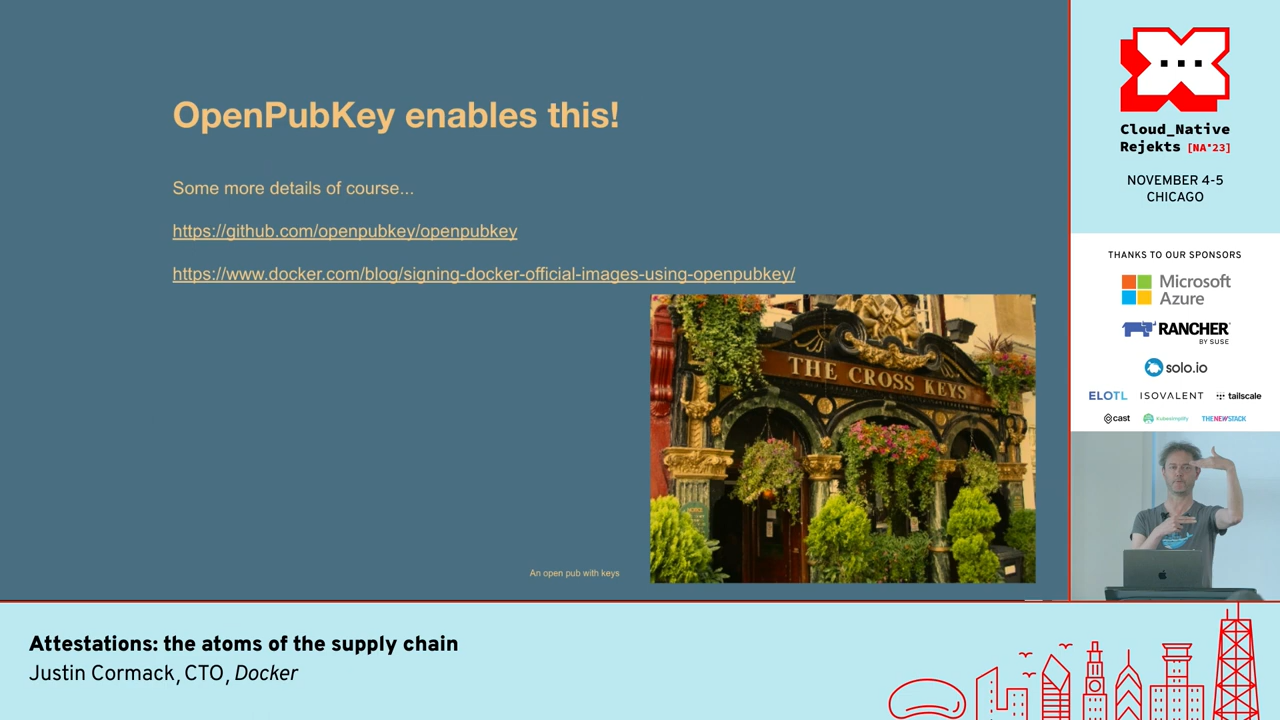 OpenPubKey enables this!
Some more details of course...
https://github.com/openpubkey/openpubkey
https://www.docker.com/blog/signing-docker-official-images-using-openpubkey/
THE CROSS KEYS
An open pub with keys
Cloud_Native
Rejekts [NA'23]
NOVEMBER 4-5
CHICAGO
THANKS TO OUR SPONSORS
Microsoft
Azure
RANCHER
BY SUSE
solo.io
ELOTL ISOVALENT tailscale
cast kubesimplify THENEWSTACK
Attestations: the atoms of the supply chain
Justin Cormack, CTO, Docker